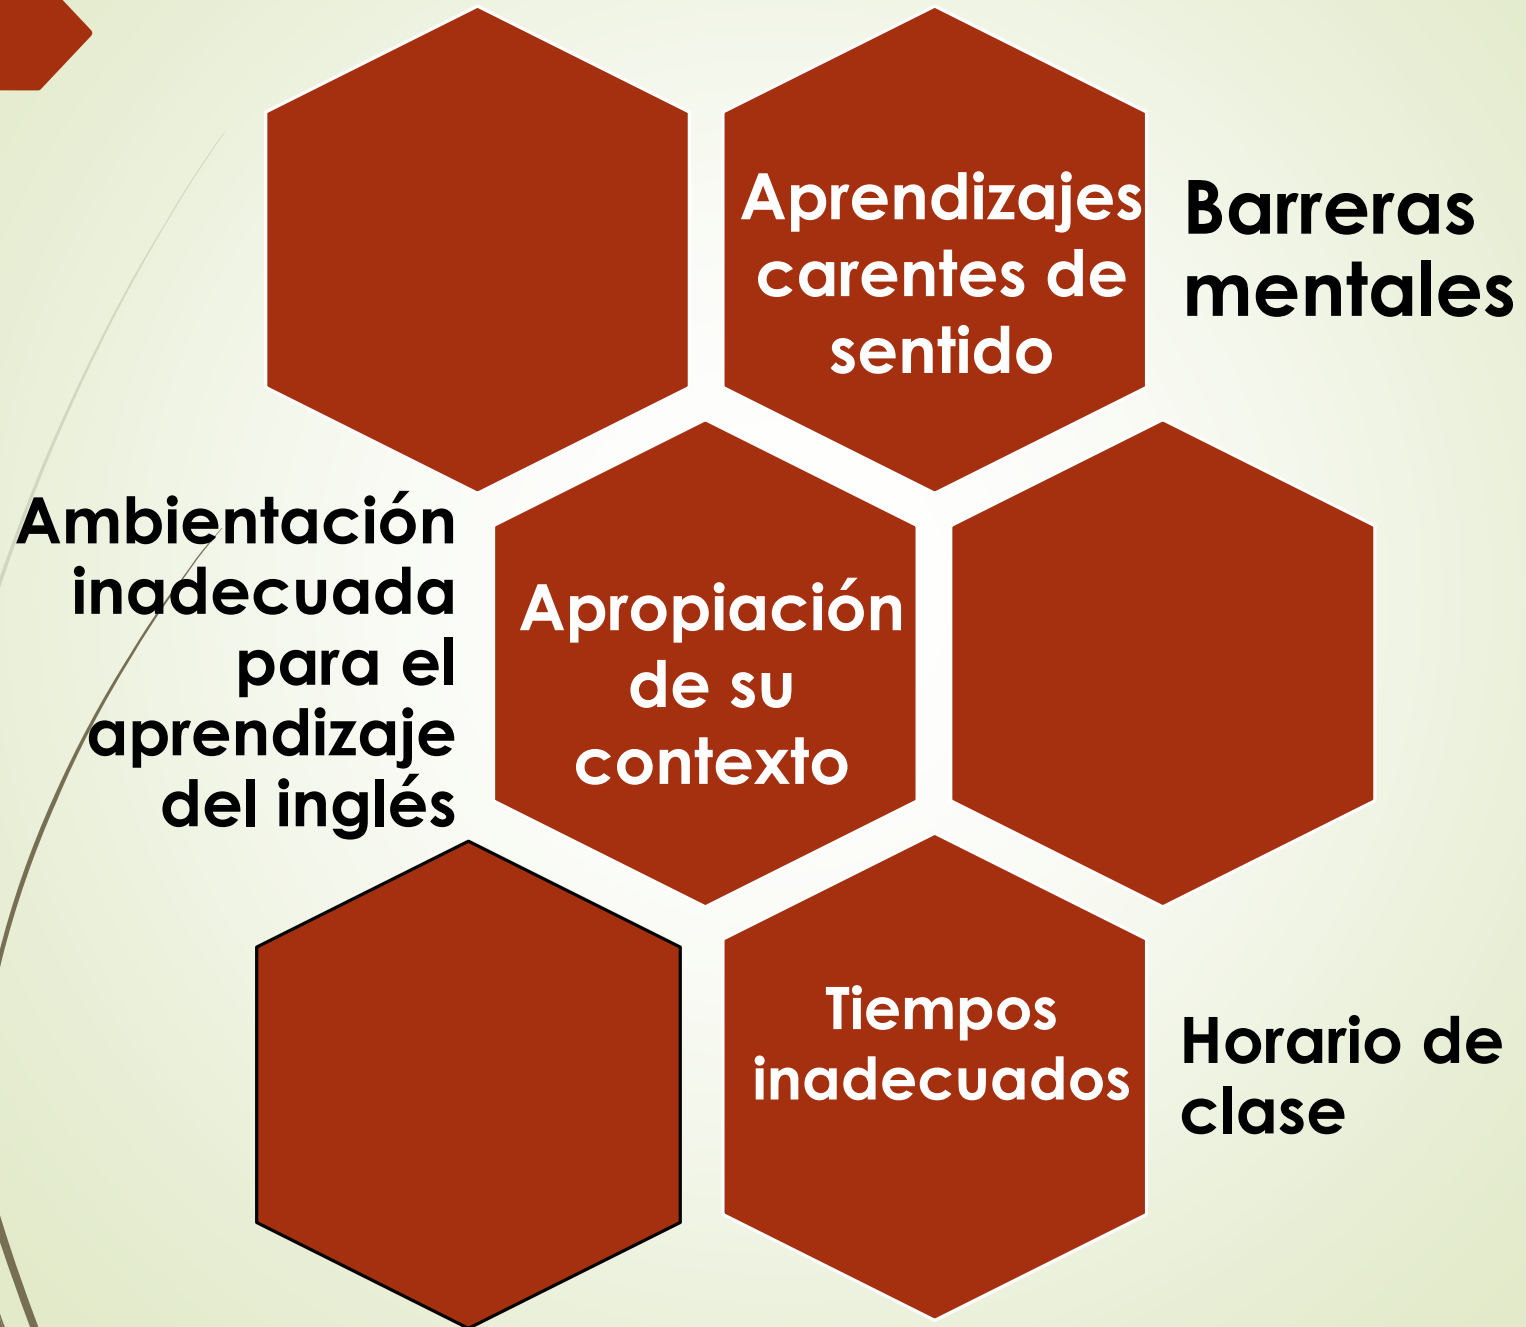 Aprendizajes
carentes de
sentido
Barreras
mentales
Ambientación
inadecuada
para el
aprendizaje
del inglés
Apropiación
de su
contexto
Tiempos
inadecuados
Horario de
clase